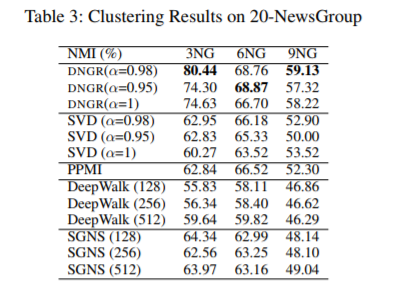 Table 3: Clustering Results on 20-NewsGroup
NMI (%) 3NG 6NG 9NG
DNGR(α=0.98) 80.44 68.76 59.13
DNGR(α=0.95) 74.30 68.87 57.32
DNGR(α=1) 74.63 66.70 58.22
SVD (α=0.98) 62.95 66.18 52.90
SVD (α=0.95) 62.83 65.33 50.00
SVD (α=1) 60.27 63.52 53.52
PPMI 62.84 66.52 52.30
DeepWalk (128) 55.83 58.11 46.86
DeepWalk (256) 56.34 58.40 46.62
DeepWalk (512) 59.64 59.82 46.29
SGNS (128) 64.34 62.99 48.14
SGNS (256) 62.56 63.25 48.10
SGNS (512) 63.97 63.16 49.04